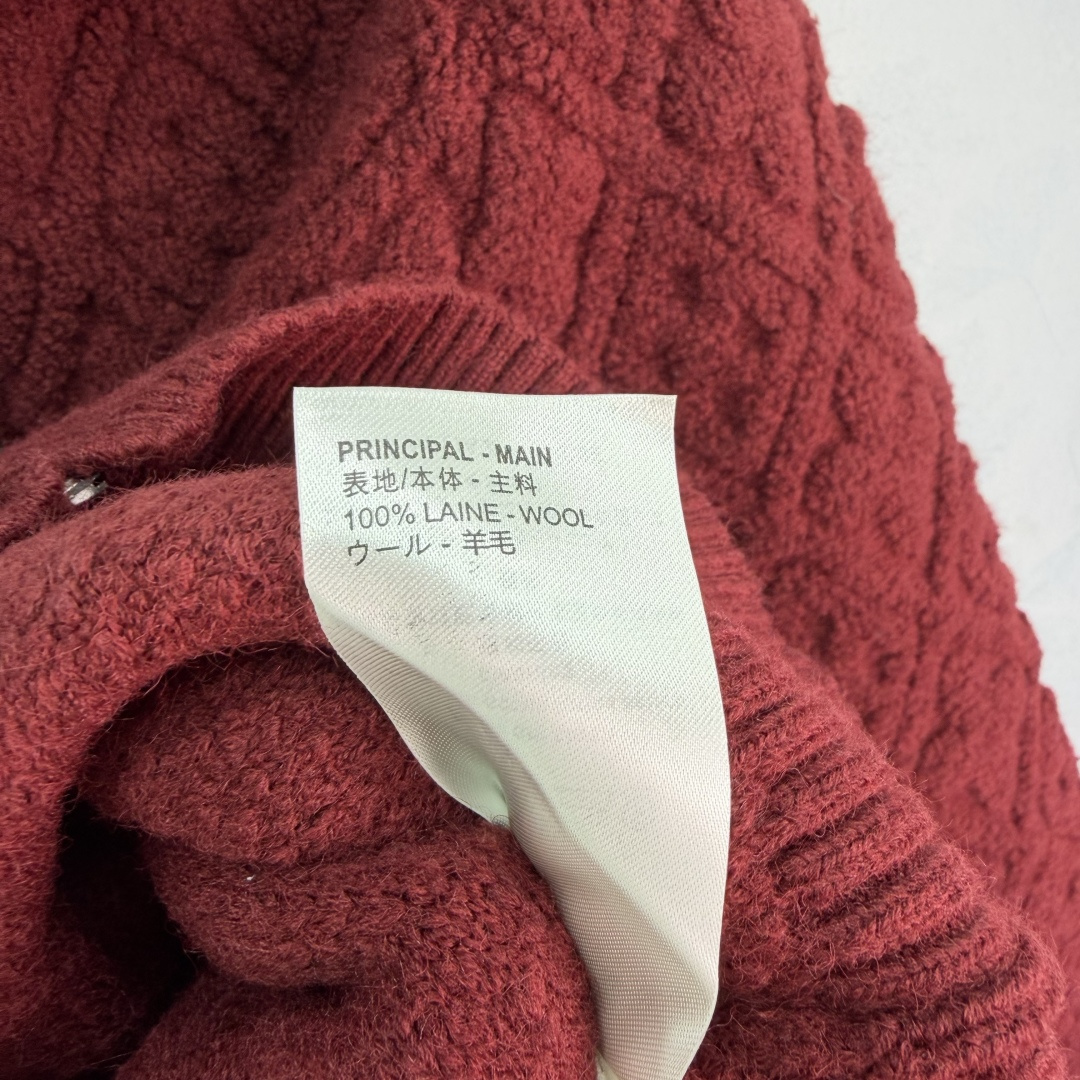 PRINCIPAL - MAIN
表地/本体 - 主料
100% LAINE - WOOL
ウール - 羊毛